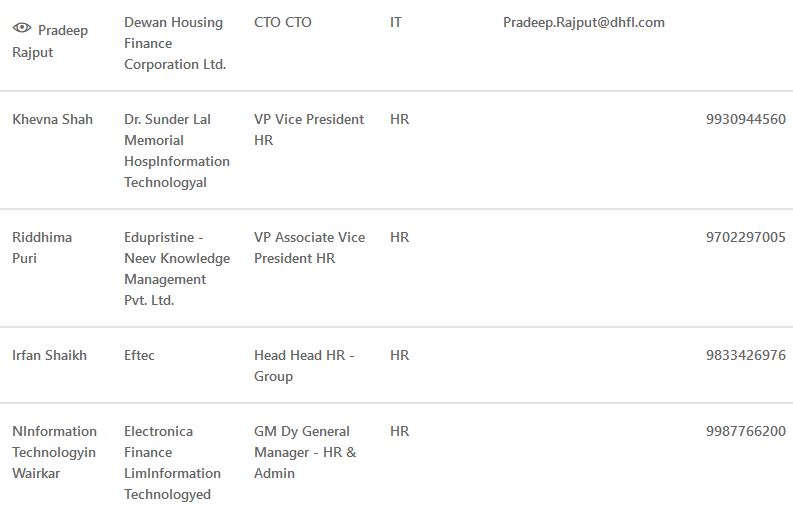 Pradeep Rajput
Dewan Housing Finance Corporation Ltd.
CTO CTO
IT
Pradeep.Rajput@dhfl.com
Khevna Shah
Dr. Sunder Lal Memorial HospInformation Technologyal
VP Vice President HR
HR
9930944560
Riddhima Puri
Edupristine - Neev Knowledge Management Pvt. Ltd.
VP Associate Vice President HR
HR
9702297005
Irfan Shaikh
Eftec
Head Head HR - Group
HR
9833426976
NInformation Technologyin Wairkar
Electronica Finance LimInformation Technologyed
GM Dy General Manager - HR & Admin
HR
9987766200